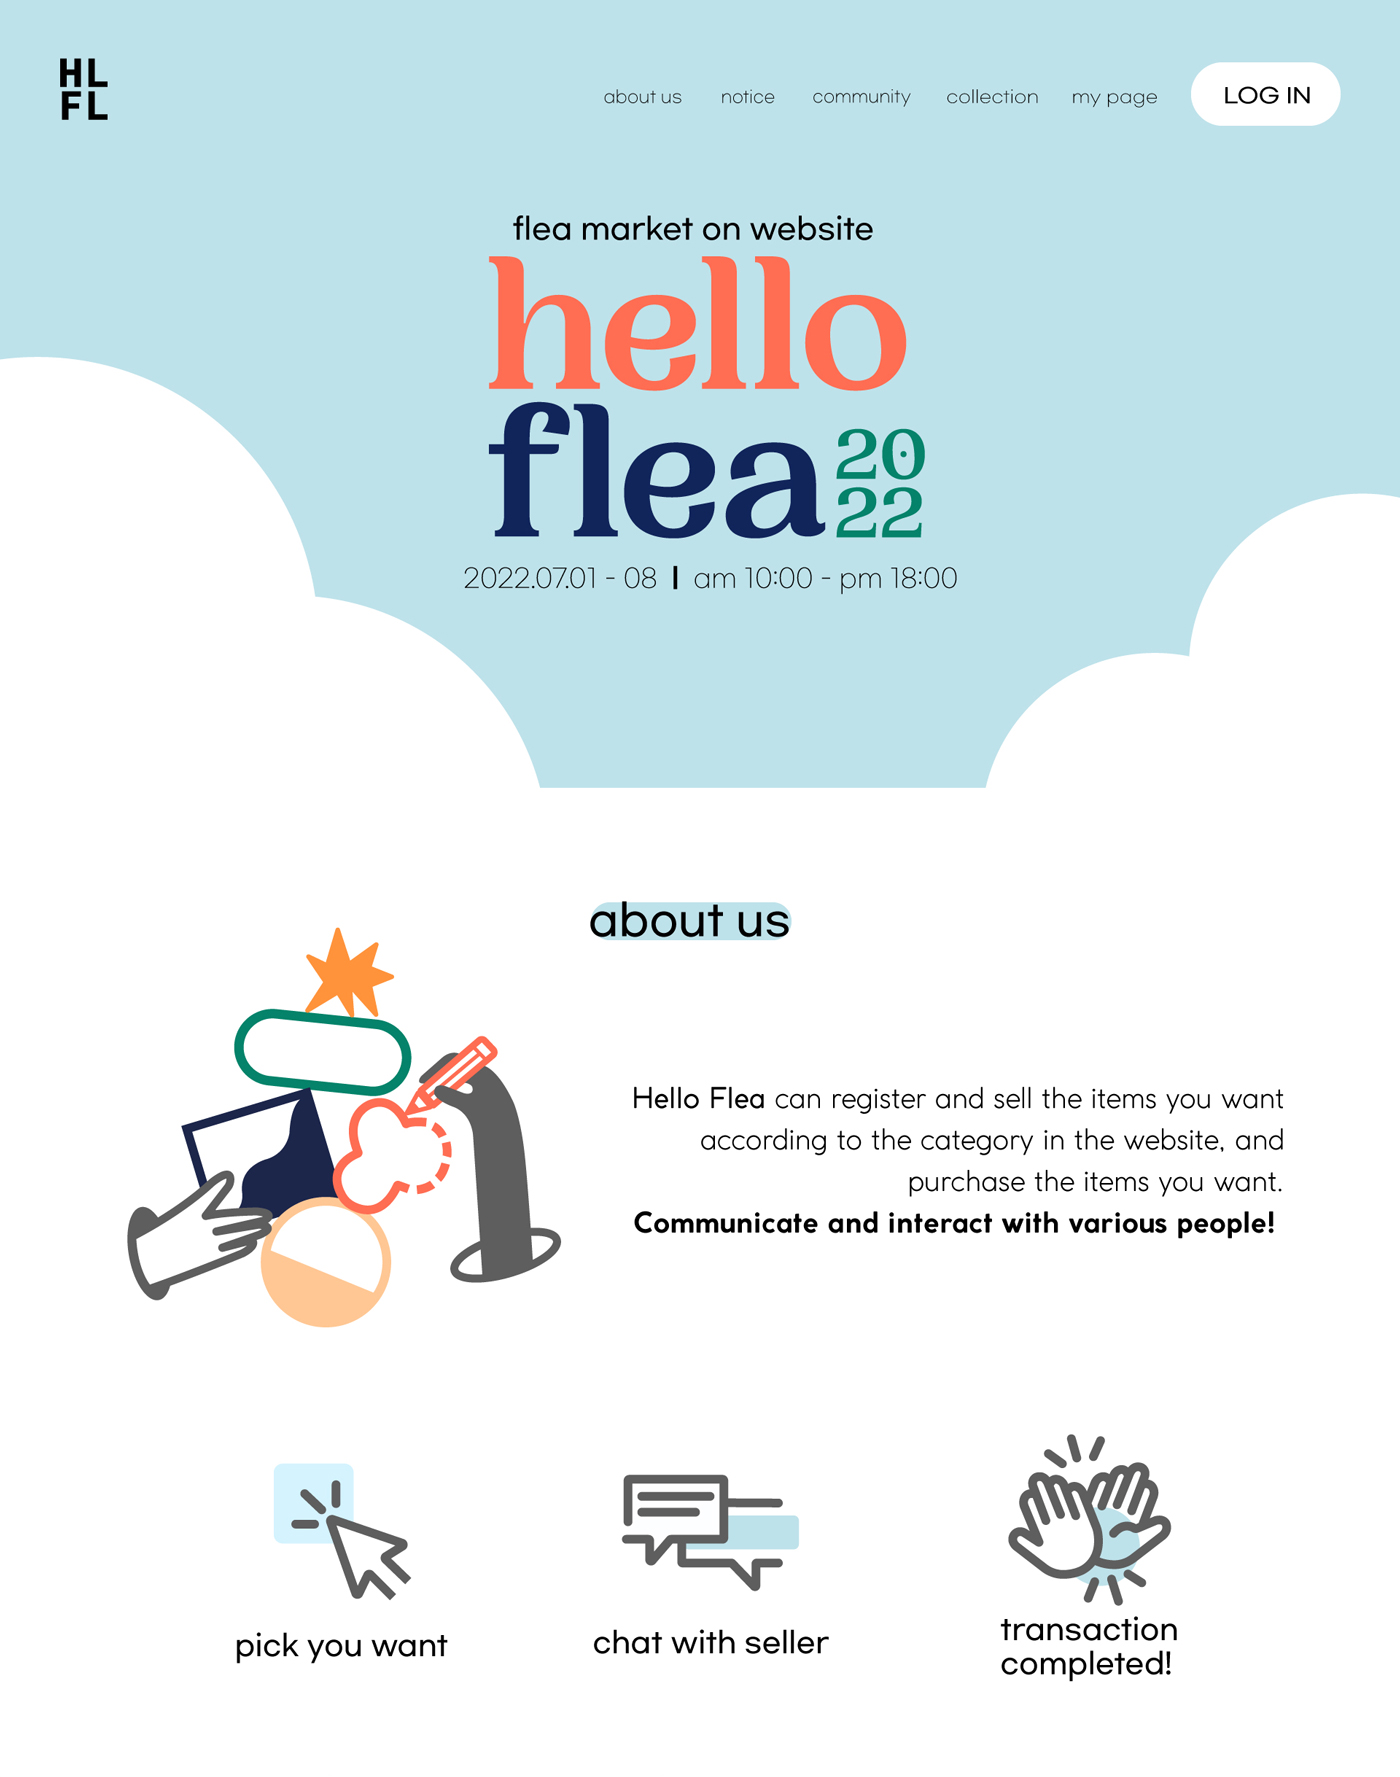 HL
FL
about us notice community collection my page LOG IN
flea market on website
hello
flea
20
22
2022.07.01 - 08 | am 10:00 - pm 18:00
about us
Hello Flea can register and sell the items you want
according to the category in the website, and
purchase the items you want.
Communicate and interact with various people!
pick you want
chat with seller
transaction
completed!